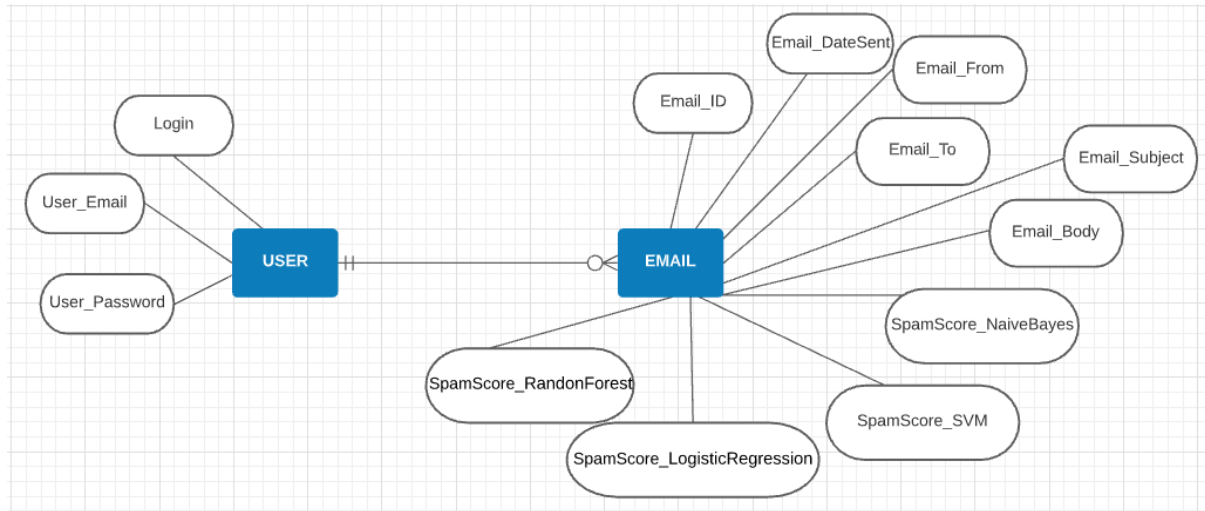 Email_DateSent
Email_From
Email_ID
Login
Email_To
Email_Subject
User_Email
Email_Body
USER
EMAIL
User_Password
SpamScore_NaiveBayes
SpamScore_RandonForest
SpamScore_SVM
SpamScore_LogisticRegression